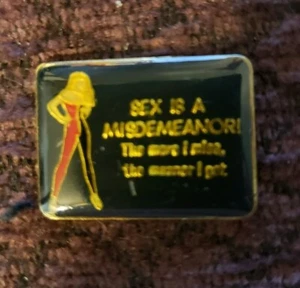 SEX IS A
MISDEMEANOR!
The more I miss,
the meaner I get